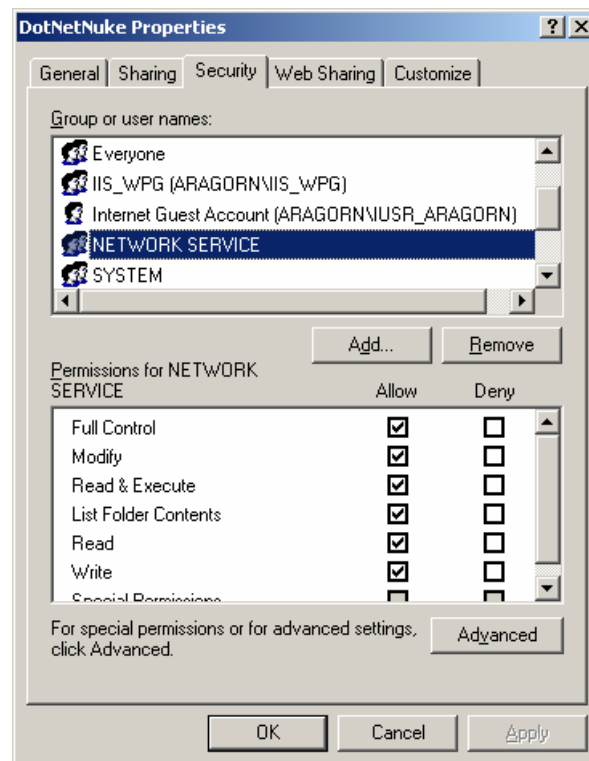 DotNetNuke Properties
General Sharing Security Web Sharing Customize
Group or user names:
Everyone
IIS_WPG (ARAGORN\IIS_WPG)
Internet Guest Account (ARAGORN\IUSR_ARAGORN)
NETWORK SERVICE
SYSTEM
Add... Remove
Permissions for NETWORK
SERVICE Allow Deny
Full Control
Modify
Read & Execute
List Folder Contents
Read
Write
Special Permissions
For special permissions or for advanced settings,
click Advanced.
Advanced
OK Cancel Apply